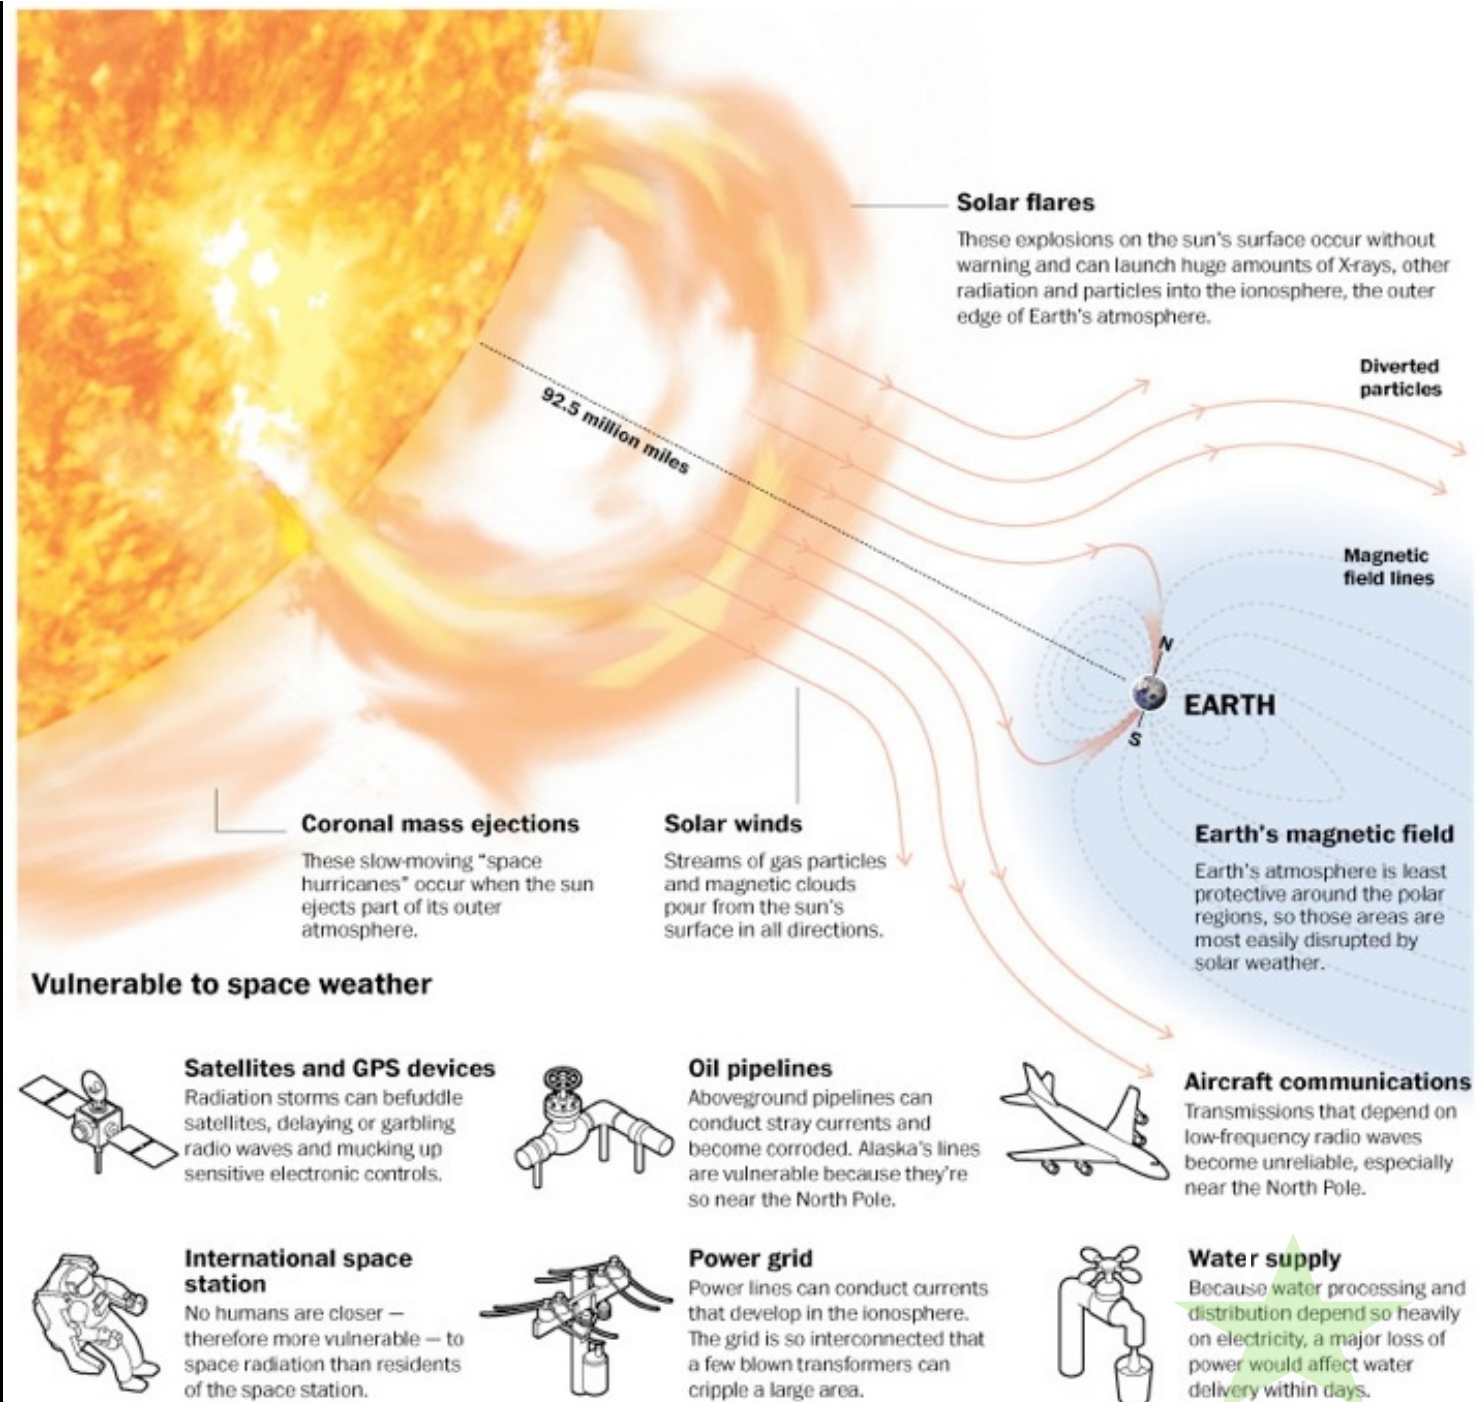 Solar flares
These explosions on the sun's surface occur without
warning and can launch huge amounts of X-rays, other
radiation and particles into the ionosphere, the outer
edge of Earth's atmosphere.
Diverted
particles
92.5 million miles
Magnetic
field lines
N
EARTH
S
Coronal mass ejections
These slow-moving "space
hurricanes" occur when the sun
ejects part of its outer
atmosphere.
Solar winds
Streams of gas particles
and magnetic clouds
pour from the sun's
surface in all directions.
Earth's magnetic field
Earth's atmosphere is least
protective around the polar
regions, so those areas are
most easily disrupted by
solar weather.
Vulnerable to space weather
Satellites and GPS devices
Radiation storms can befuddle
satellites, delaying or garbling
radio waves and mucking up
sensitive electronic controls.
Oil pipelines
Aboveground pipelines can
conduct stray currents and
become corroded. Alaska's lines
are vulnerable because they're
so near the North Pole.
Aircraft communications
Transmissions that depend on
low-frequency radio waves
become unreliable, especially
near the North Pole.
International space
station
No humans are closer —
therefore more vulnerable — to
space radiation than residents
of the space station.
Power grid
Power lines can conduct currents
that develop in the ionosphere.
The grid is so interconnected that
a few blown transformers can
cripple a large area.
Water supply
Because water processing and
distribution depend so heavily
on electricity, a major loss of
power would affect water
delivery within days.